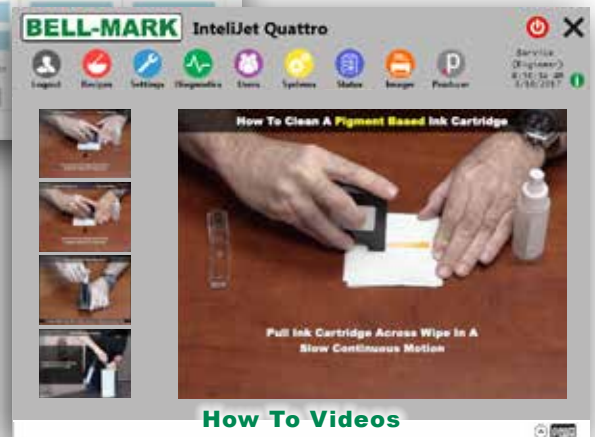 BELL-MARK InteliJet Quattro
Service
(Engineer)
3/10/2017
Logout Recipes Settings Diagnostics Users Systems Status Images Producer
How To Clean A Pigment Based Ink Cartridge
Pull Ink Cartridge Across Wipe In A
Slow Continuous Motion
How To Videos